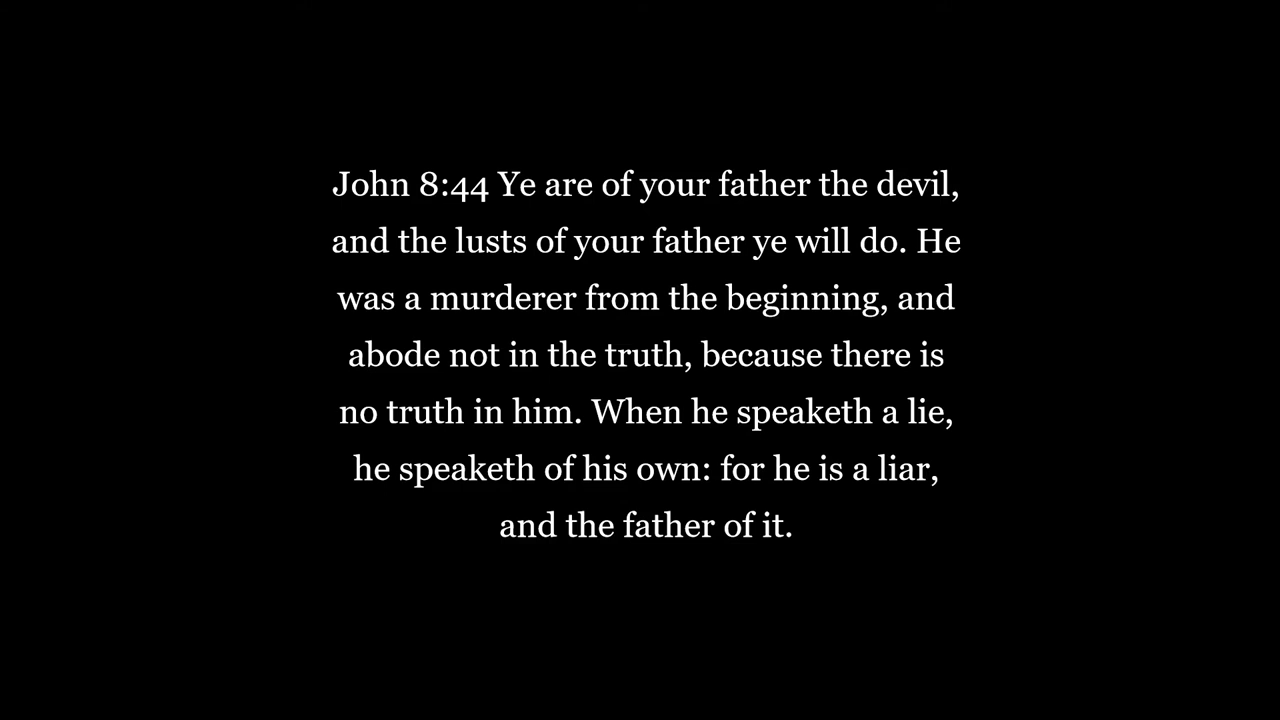 John 8:44 Ye are of your father the devil,
and the lusts of your father ye will do. He
was a murderer from the beginning, and
abode not in the truth, because there is
no truth in him. When he speaketh a lie,
he speaketh of his own: for he is a liar,
and the father of it.